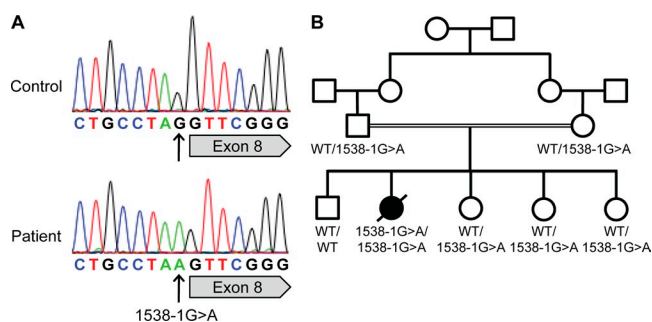 A
Control
CTGCCTAGGTTCGGG
Exon 8
Patient
CTGCCTAAGTTCGGG
Exon 8
1538-1G>A
B
WT/1538-1G>A
WT/1538-1G>A
WT/
WT
1538-1G>A/
1538-1G>A
WT/
1538-1G>A
WT/
1538-1G>A
WT/
1538-1G>A